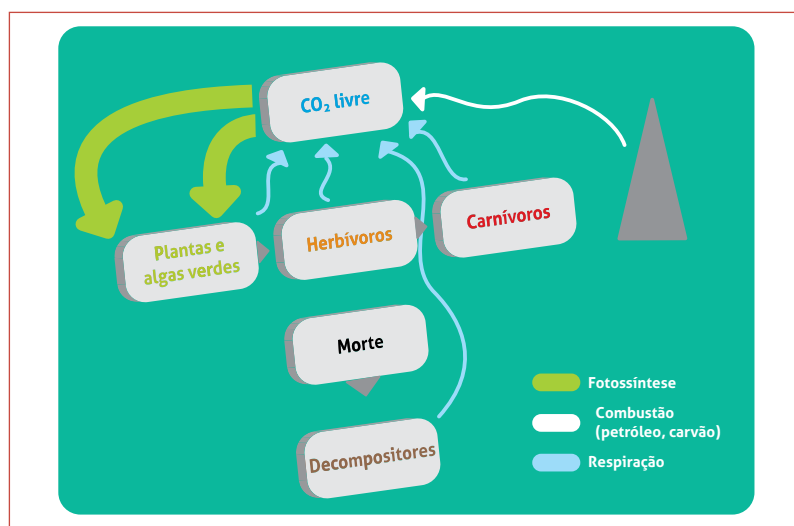 CO₂ livre
Plantas e
algas verdes
Herbívoros
Carnívoros
Morte
Decompositores
Fotossíntese
Combustão
(petróleo, carvão)
Respiração